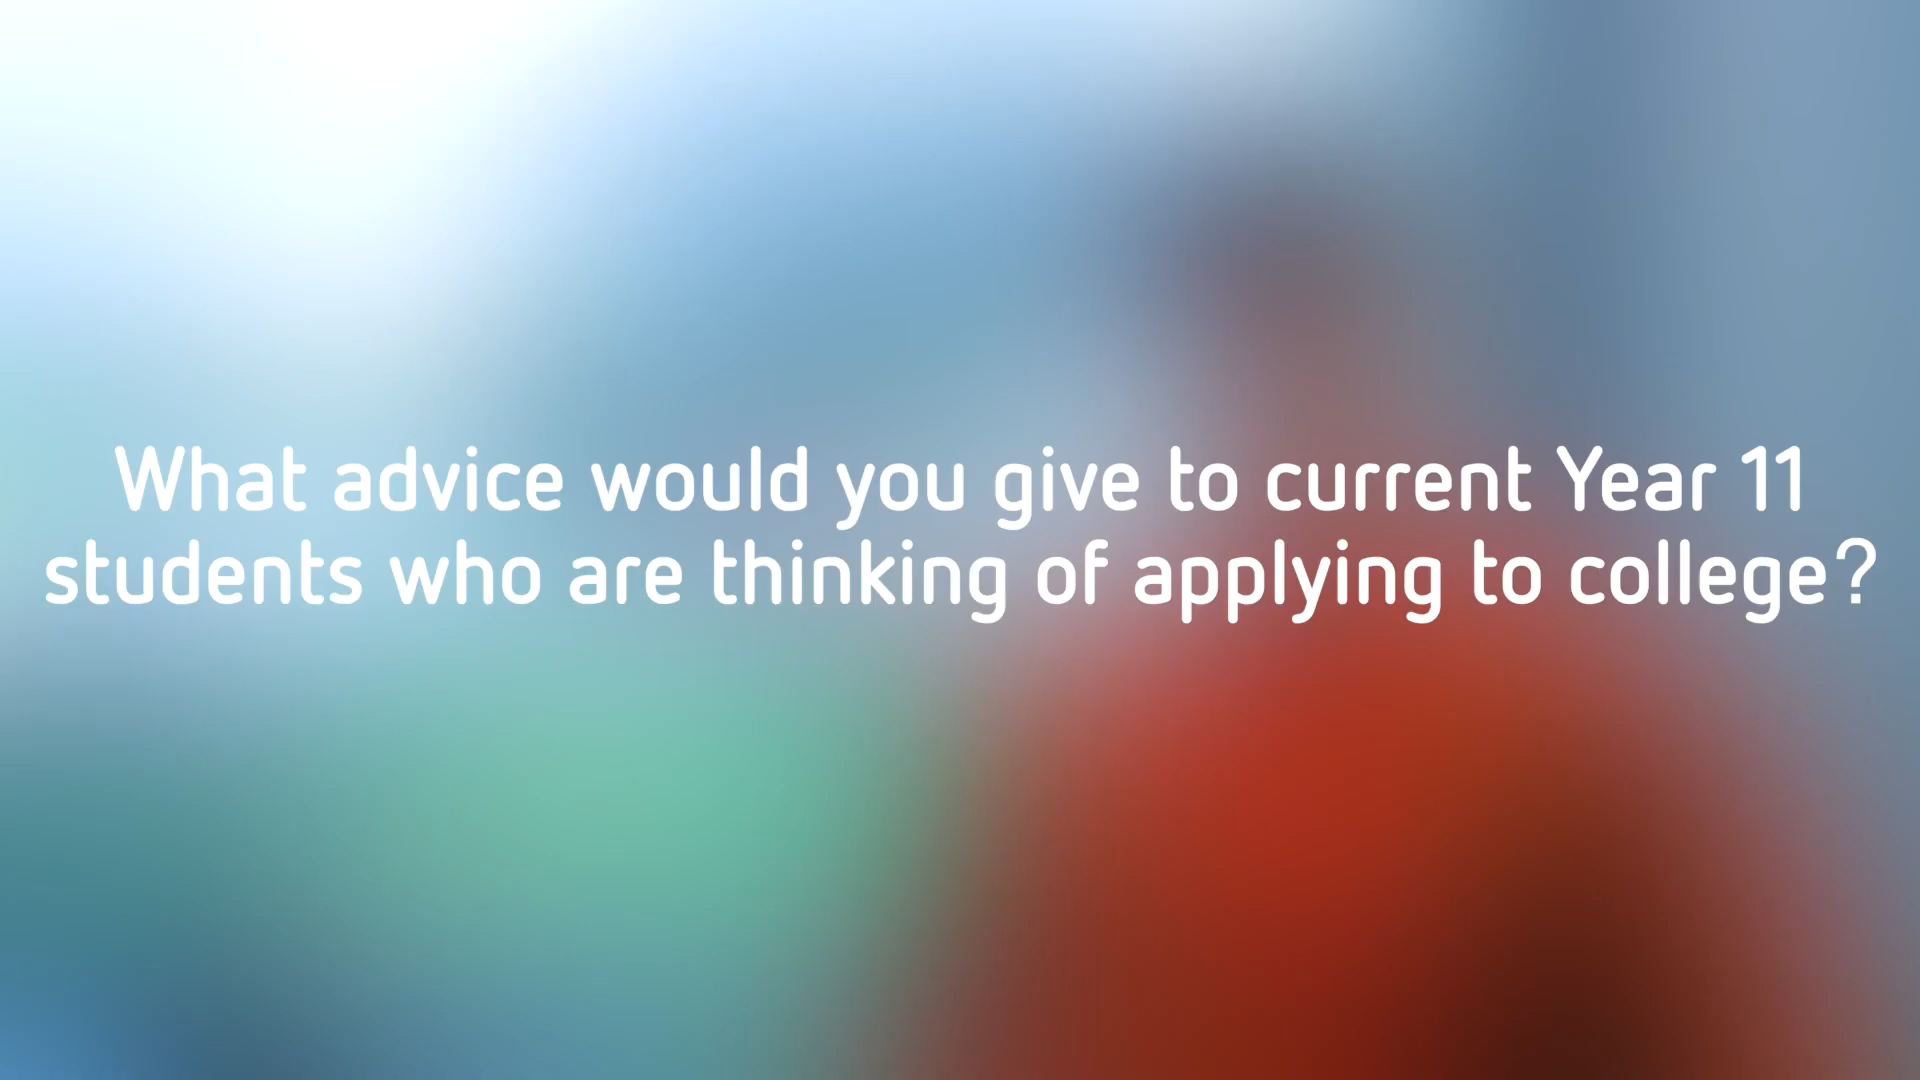 What advice would you give to current Year 11
students who are thinking of applying to college?